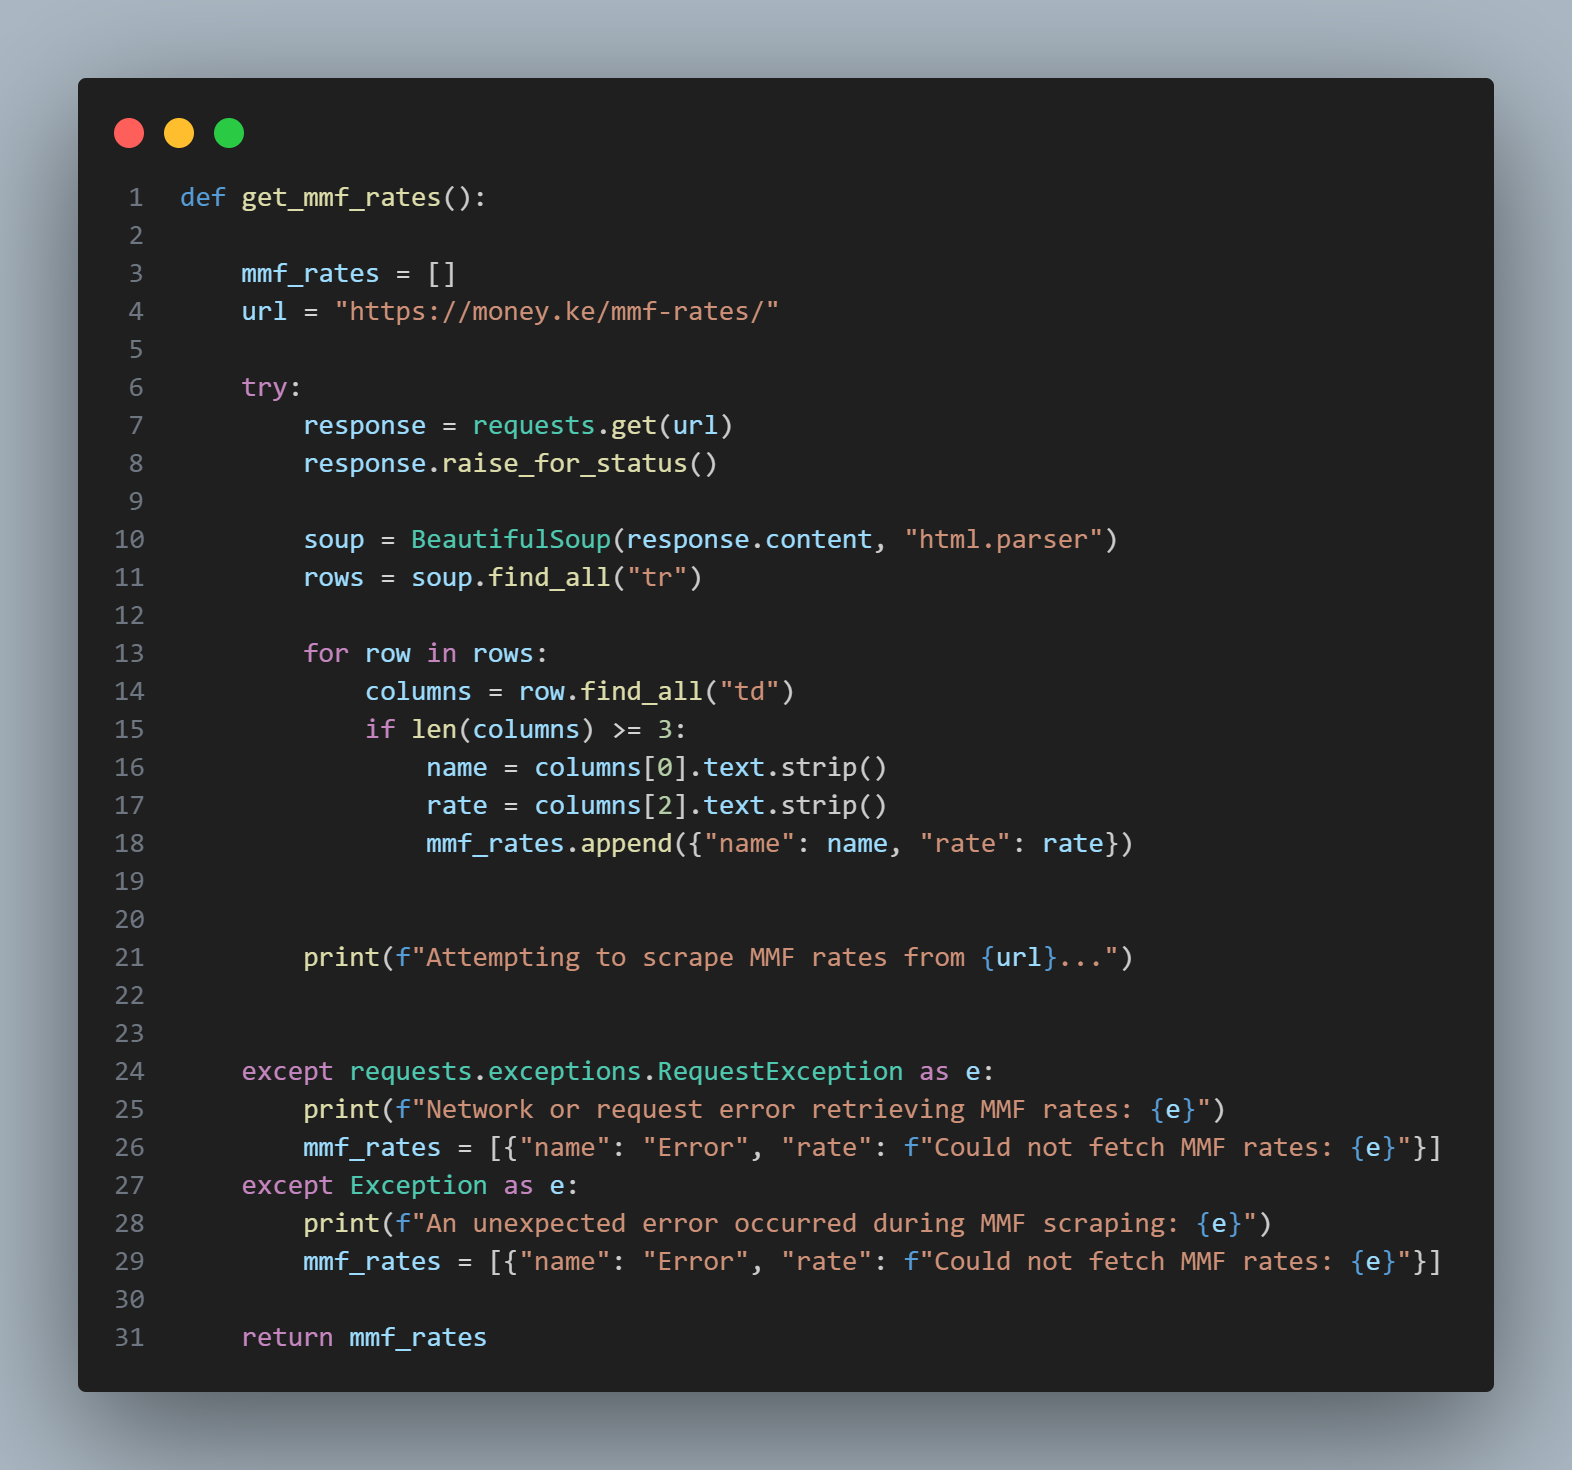 1 def get_mmf_rates():
2
3     mmf_rates = []
4     url = "https://money.ke/mmf-rates/"
5
6     try:
7         response = requests.get(url)
8         response.raise_for_status()
9
10         soup = BeautifulSoup(response.content, "html.parser")
11         rows = soup.find_all("tr")
12
13         for row in rows:
14             columns = row.find_all("td")
15             if len(columns) >= 3:
16                 name = columns[0].text.strip()
17                 rate = columns[2].text.strip()
18                 mmf_rates.append({"name": name, "rate": rate})
19
20
21         print(f"Attempting to scrape MMF rates from {url}...")
22
23
24     except requests.exceptions.RequestException as e:
25         print(f"Network or request error retrieving MMF rates: {e}")
26         mmf_rates = [{"name": "Error", "rate": f"Could not fetch MMF rates: {e}"}]
27     except Exception as e:
28         print(f"An unexpected error occurred during MMF scraping: {e}")
29         mmf_rates = [{"name": "Error", "rate": f"Could not fetch MMF rates: {e}"}]
30
31     return mmf_rates